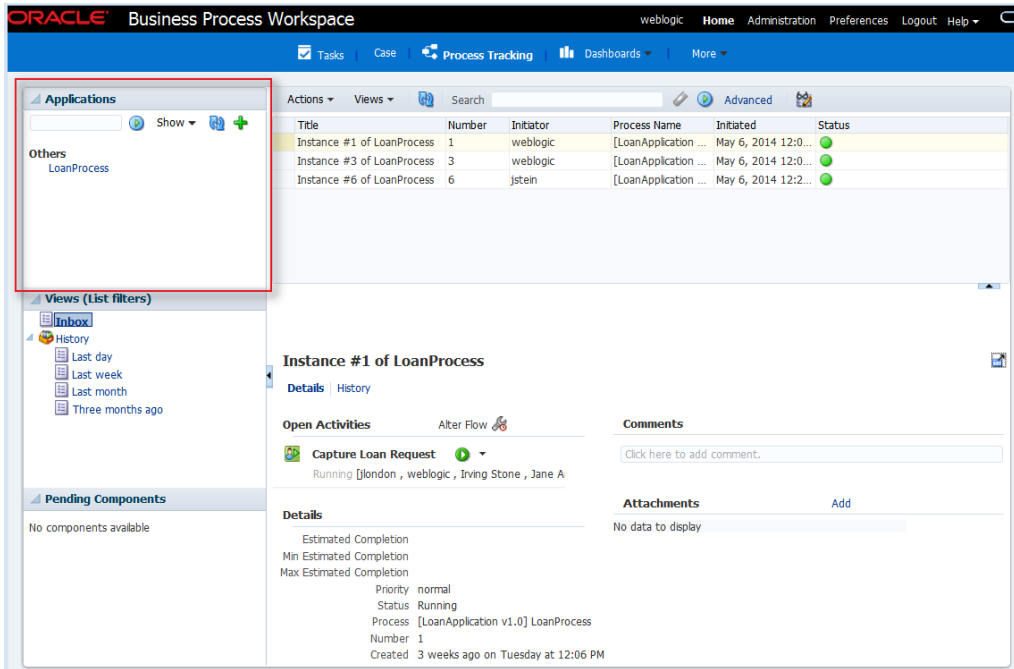 ORACLE Business Process Workspace
weblogic Home Administration Preferences Logout Help
Tasks Case Process Tracking Dashboards More
Applications
Show
Others
LoanProcess
Actions Views Search Advanced
Title Number Initiator Process Name Initiated Status
Instance #1 of LoanProcess 1 weblogic [LoanApplication ... May 6, 2014 12:0...
Instance #3 of LoanProcess 3 weblogic [LoanApplication ... May 6, 2014 12:0...
Instance #6 of LoanProcess 6 jstein [LoanApplication ... May 6, 2014 12:2...
Views (List filters)
Inbox
History
Last day
Last week
Last month
Three months ago
Pending Components
No components available
Instance #1 of LoanProcess
Details History
Open Activities Alter Flow
Capture Loan Request
Running [jlondon , weblogic , Irving Stone , Jane A
Details
Estimated Completion
Min Estimated Completion
Max Estimated Completion
Priority normal
Status Running
Process [LoanApplication v1.0] LoanProcess
Number 1
Created 3 weeks ago on Tuesday at 12:06 PM
Comments
Click here to add comment.
Attachments Add
No data to display